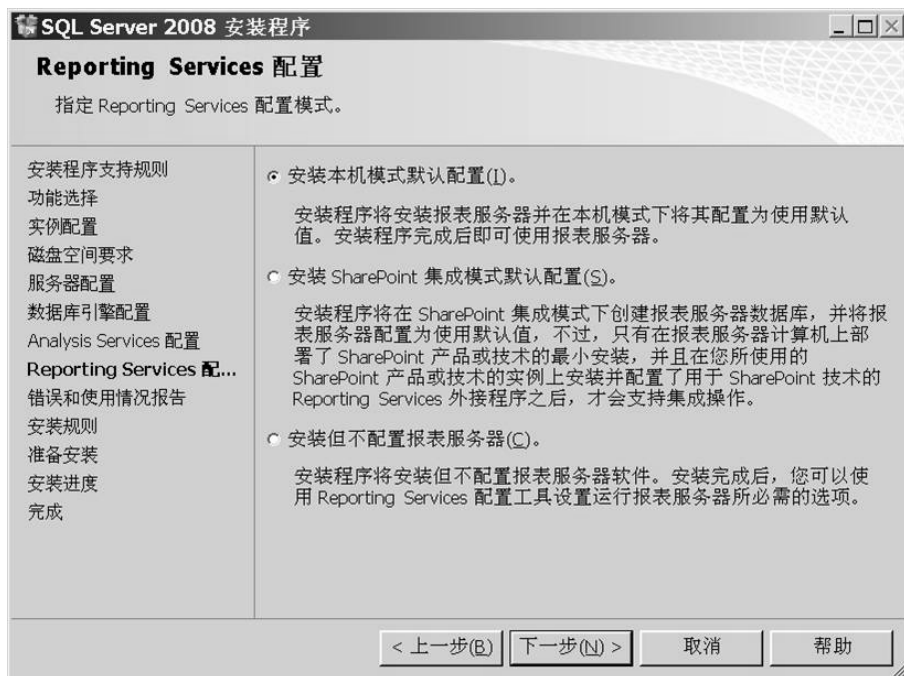 SQL Server 2008 安装程序
Reporting Services 配置
指定 Reporting Services 配置模式。
安装程序支持规则
功能选择
实例配置
磁盘空间要求
服务器配置
数据库引擎配置
Analysis Services 配置
Reporting Services 配...
错误和使用情况报告
安装规则
准备安装
安装进度
完成
安装本机模式默认配置(I)。
安装程序将安装报表服务器并在本机模式下将其配置为使用默认
值。安装程序完成后即可使用报表服务器。
安装 SharePoint 集成模式默认配置(S)。
安装程序将在 SharePoint 集成模式下创建报表服务器数据库，并将报
表服务器配置为使用默认值，不过，只有在报表服务器计算机上部
署了 SharePoint 产品或技术的最小安装，并且在您所使用的
SharePoint 产品或技术的实例上安装并配置了用于 SharePoint 技术的
Reporting Services 外接程序之后，才会支持集成操作。
安装但不配置报表服务器(C)。
安装程序将安装但不配置报表服务器软件。安装完成后，您可以使
用 Reporting Services 配置工具设置运行报表服务器所必需的选项。
< 上一步(B) 下一步(N) > 取消 帮助